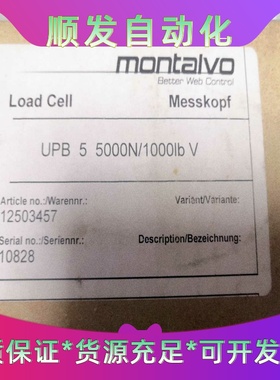 顺发自动化
montalvo
Better Web Control
Load Cell Messkopf
UPB 5 5000N/1000lb V
Article no.:/Warennr.: Variant/Variante:
12503457
Serial no./Seriennr.: Description/Bezeichnung:
10828
质保证*货源充足*可开发